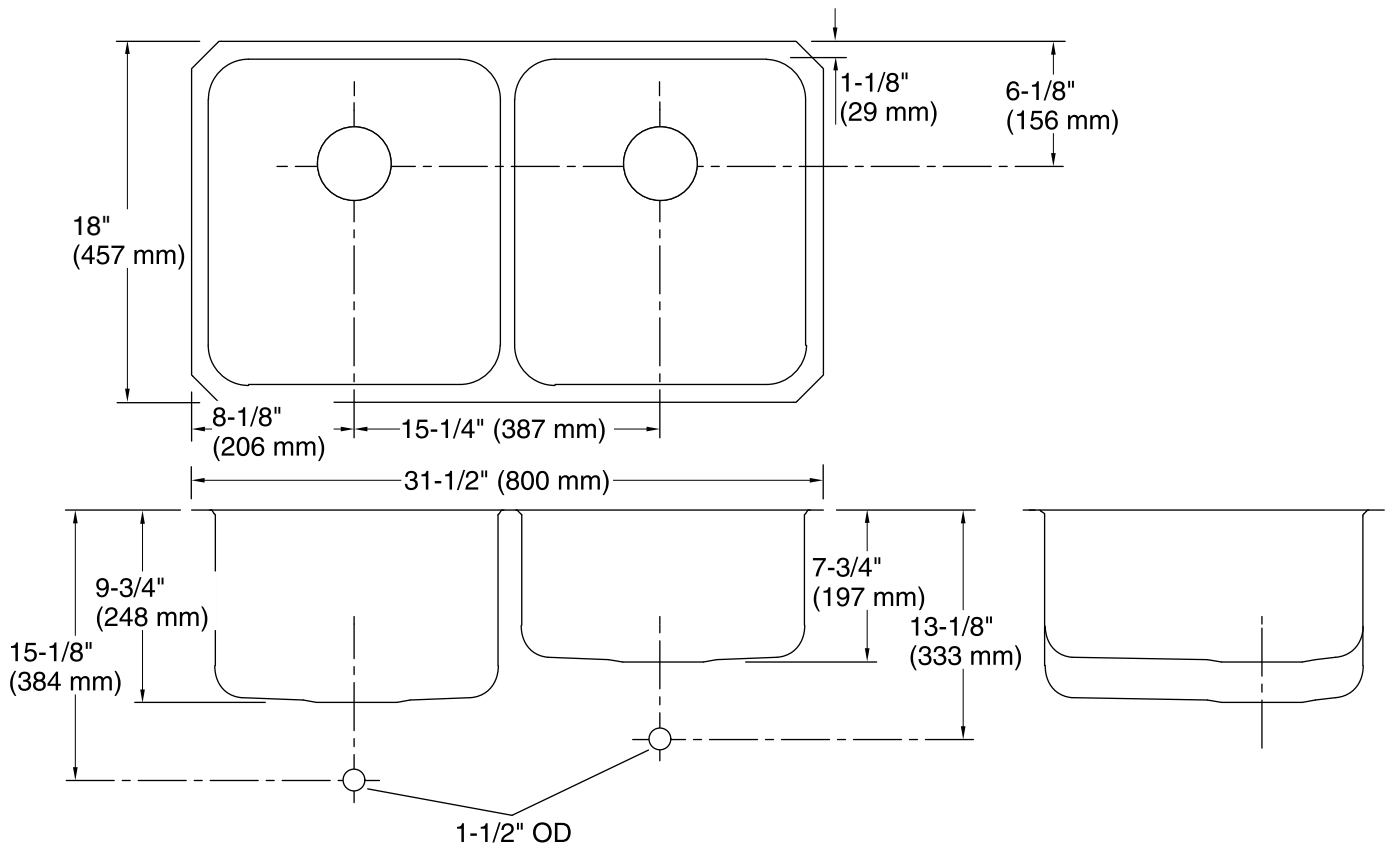 1-1/8"
(29 mm)
6-1/8"
(156 mm)
18"
(457 mm)
8-1/8"
(206 mm)
15-1/4" (387 mm)
31-1/2" (800 mm)
9-3/4"
(248 mm)
7-3/4"
(197 mm)
15-1/8"
(384 mm)
13-1/8"
(333 mm)
1-1/2" OD